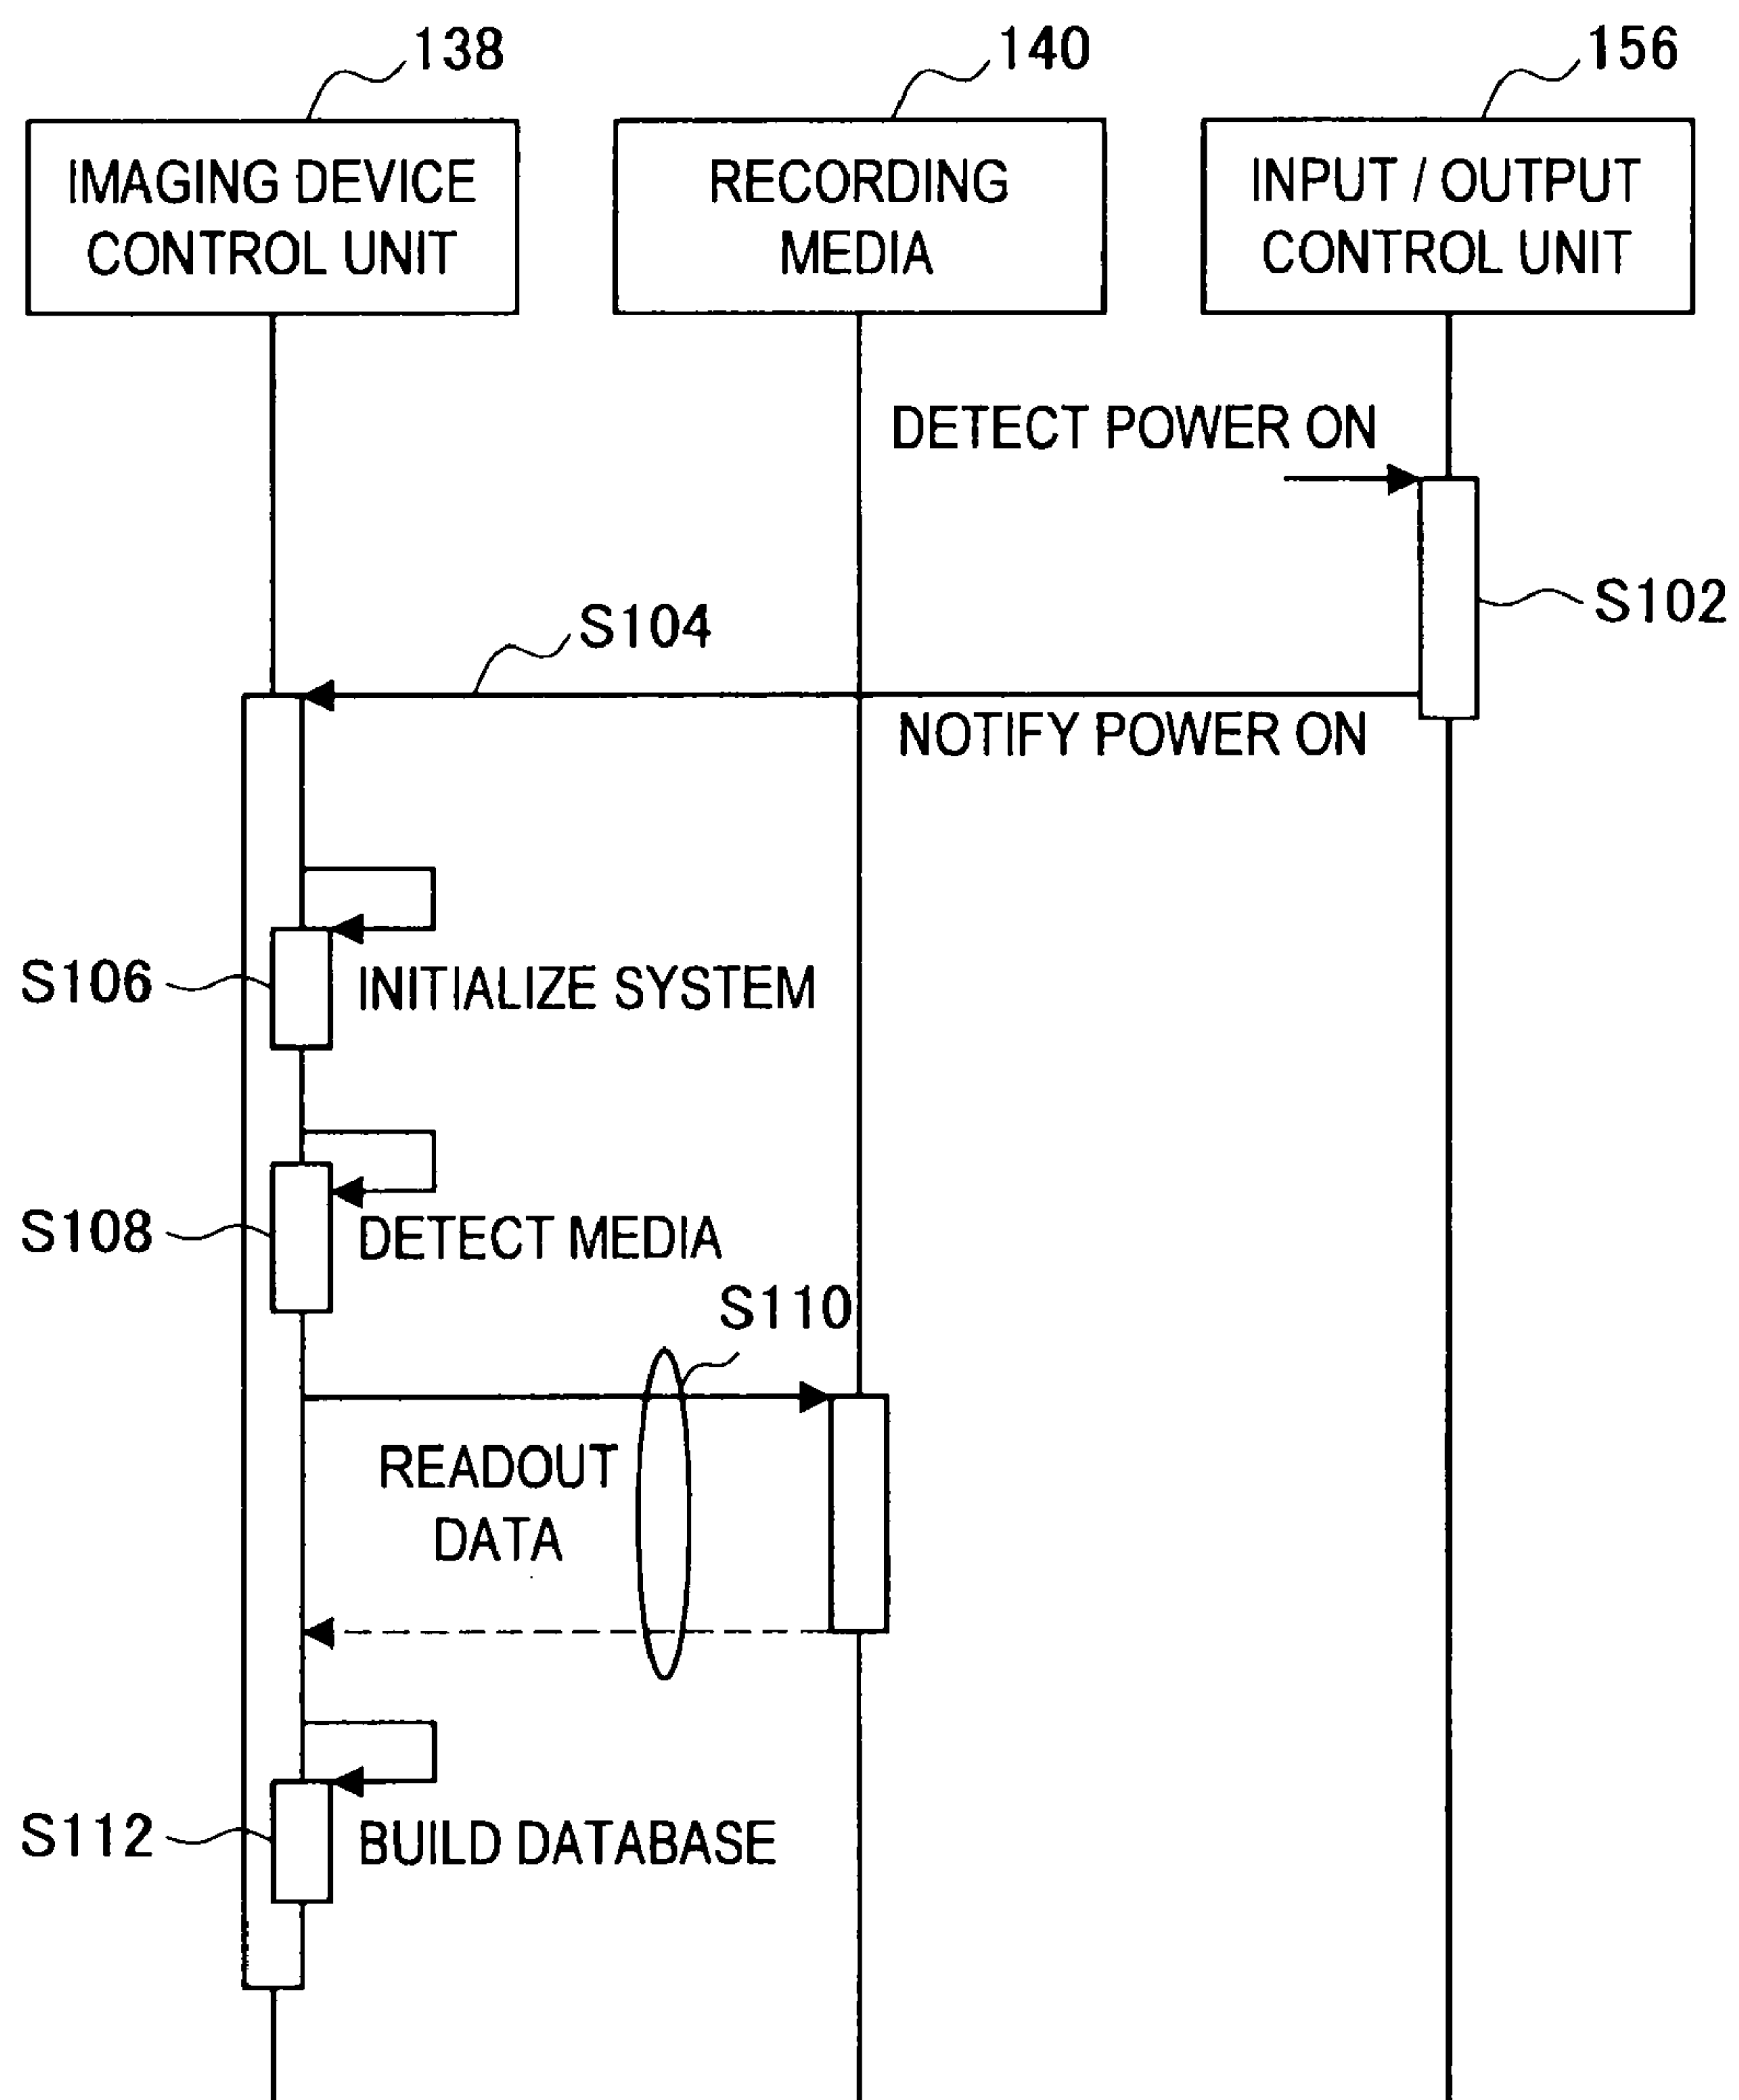 138
140
156
IMAGING DEVICE
CONTROL UNIT
RECORDING
MEDIA
INPUT / OUTPUT
CONTROL UNIT
DETECT POWER ON
S102
S104
NOTIFY POWER ON
S106
INITIALIZE SYSTEM
S108
DETECT MEDIA
S110
READOUT
DATA
S112
BUILD DATABASE